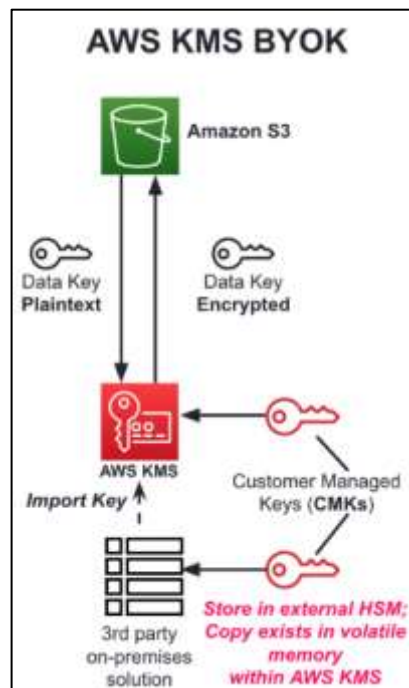 AWS KMS BYOK
Amazon S3
Data Key
Plaintext
Data Key
Encrypted
AWS KMS
Import Key
Customer Managed
Keys (CMKs)
3rd party
on-premises
solution
Store in external HSM;
Copy exists in volatile
memory
within AWS KMS